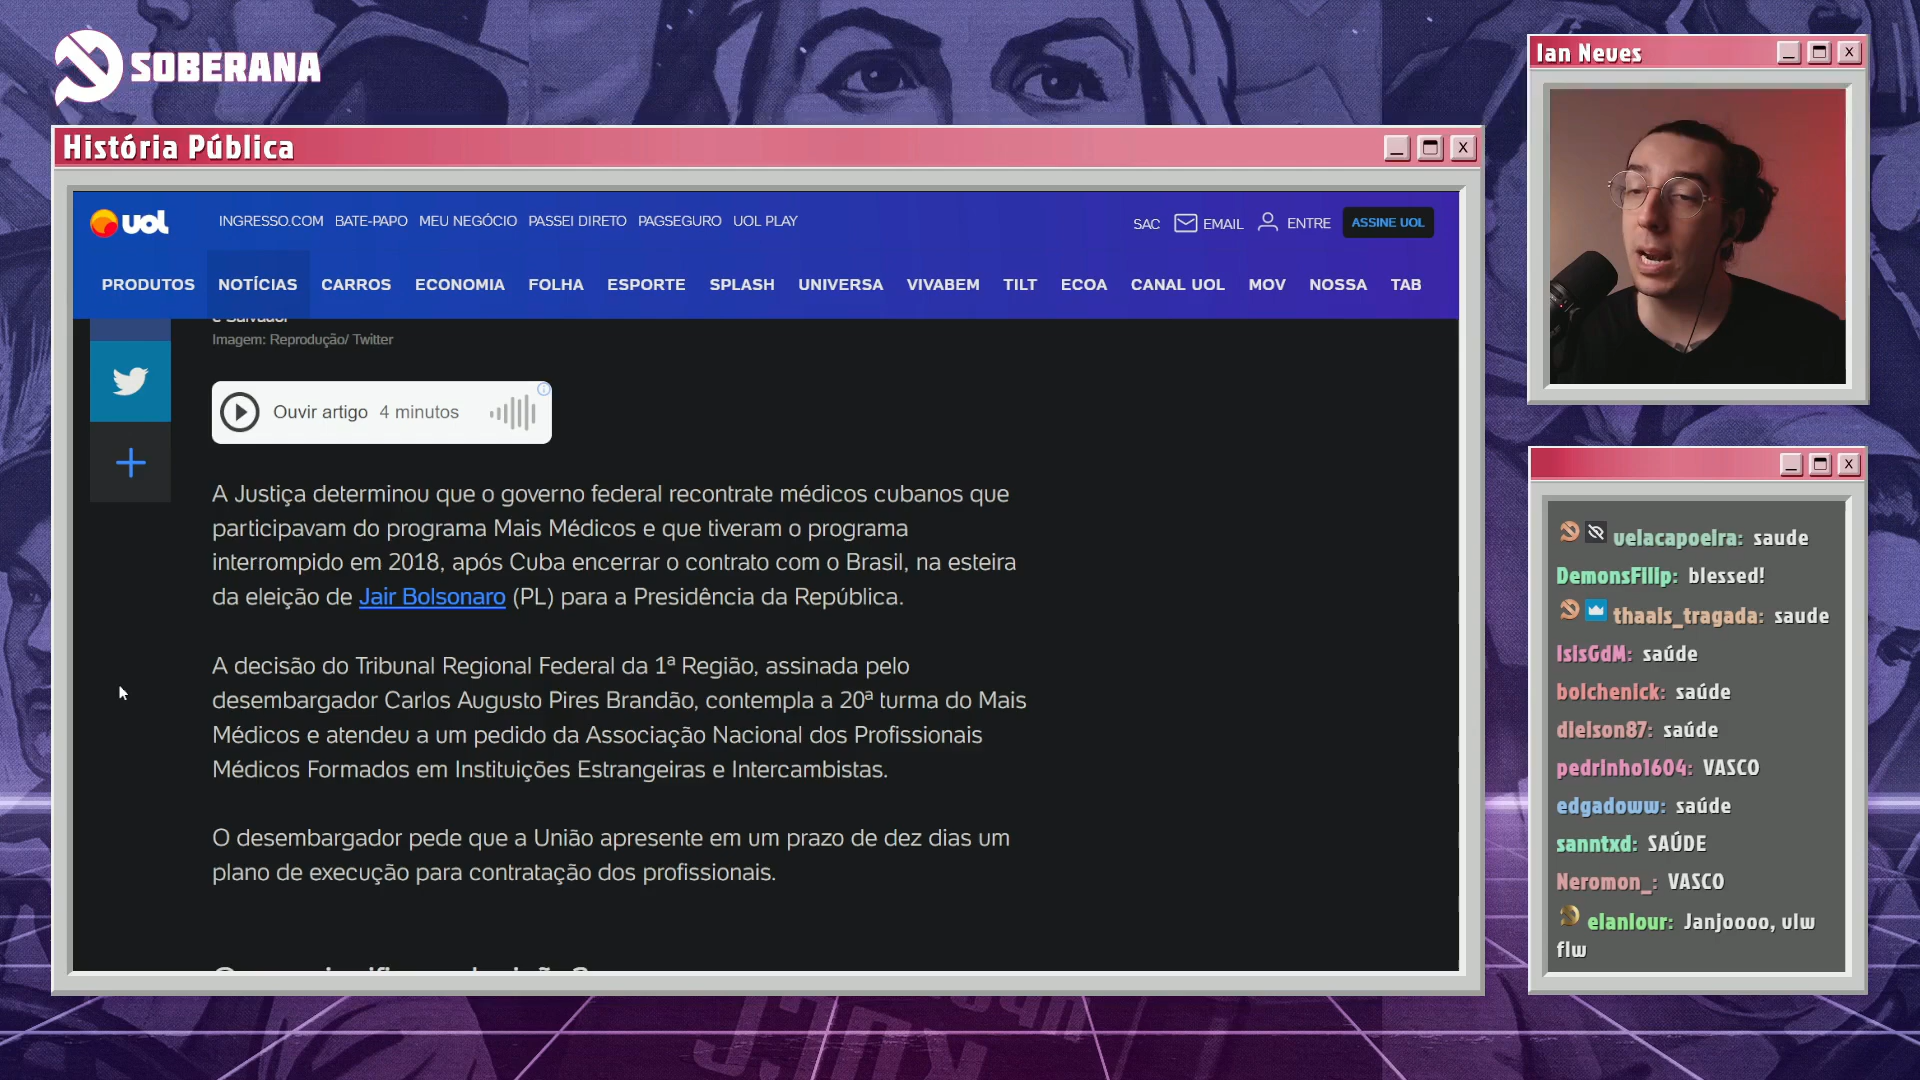 SOBERANA
História Pública
uol
INGRESSO.COM BATE-PAPO MEU NEGÓCIO PASSEI DIRETO PAGSEGURO UOL PLAY
SAC EMAIL ENTRE ASSINE UOL
PRODUTOS NOTÍCIAS CARROS ECONOMIA FOLHA ESPORTE SPLASH UNIVERSA VIVABEM TILT ECOA CANAL UOL MOV NOSSA TAB
e Salvador
Imagem: Reprodução/ Twitter
Ouvir artigo 4 minutos
A Justiça determinou que o governo federal recontrate médicos cubanos que
participavam do programa Mais Médicos e que tiveram o programa
interrompido em 2018, após Cuba encerrar o contrato com o Brasil, na esteira
da eleição de Jair Bolsonaro (PL) para a Presidência da República.
A decisão do Tribunal Regional Federal da 1ª Região, assinada pelo
desembargador Carlos Augusto Pires Brandão, contempla a 20ª turma do Mais
Médicos e atendeu a um pedido da Associação Nacional dos Profissionais
Médicos Formados em Instituições Estrangeiras e Intercambistas.
O desembargador pede que a União apresente em um prazo de dez dias um
plano de execução para contratação dos profissionais.
Ian Neves
velacapoeira: saude
DemonsFilip: blessed!
thaais_tragada: saude
IsisGdM: saúde
bolchenick: saúde
dielson87: saúde
pedrinho1604: VASCO
edgadoww: saúde
sanntxd: SAÚDE
Neromon_: VASCO
elaniour: Janjoooo, vlw
flw